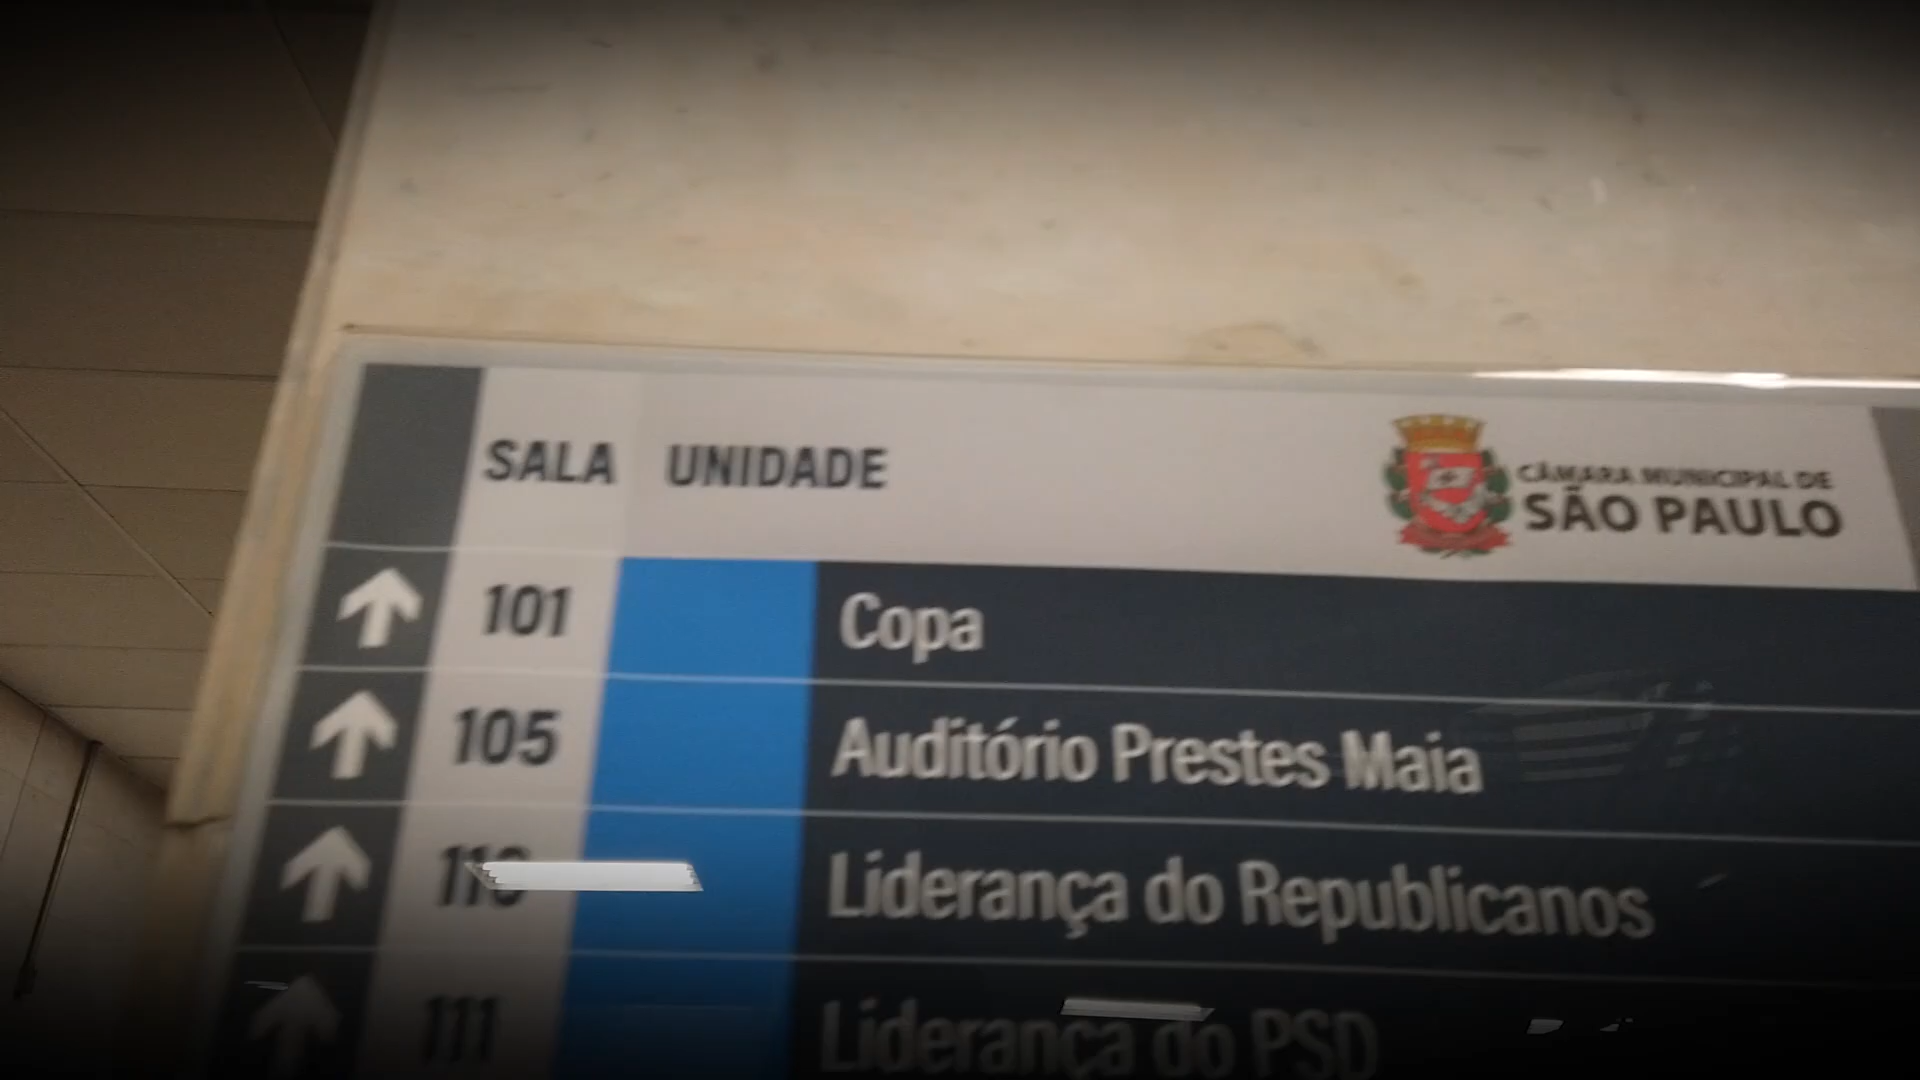 SALA UNIDADE
CÂMARA MUNICIPAL DE
SÃO PAULO
101 Copa
105 Auditório Prestes Maia
Liderança do Republicanos
111 Liderança do PSD